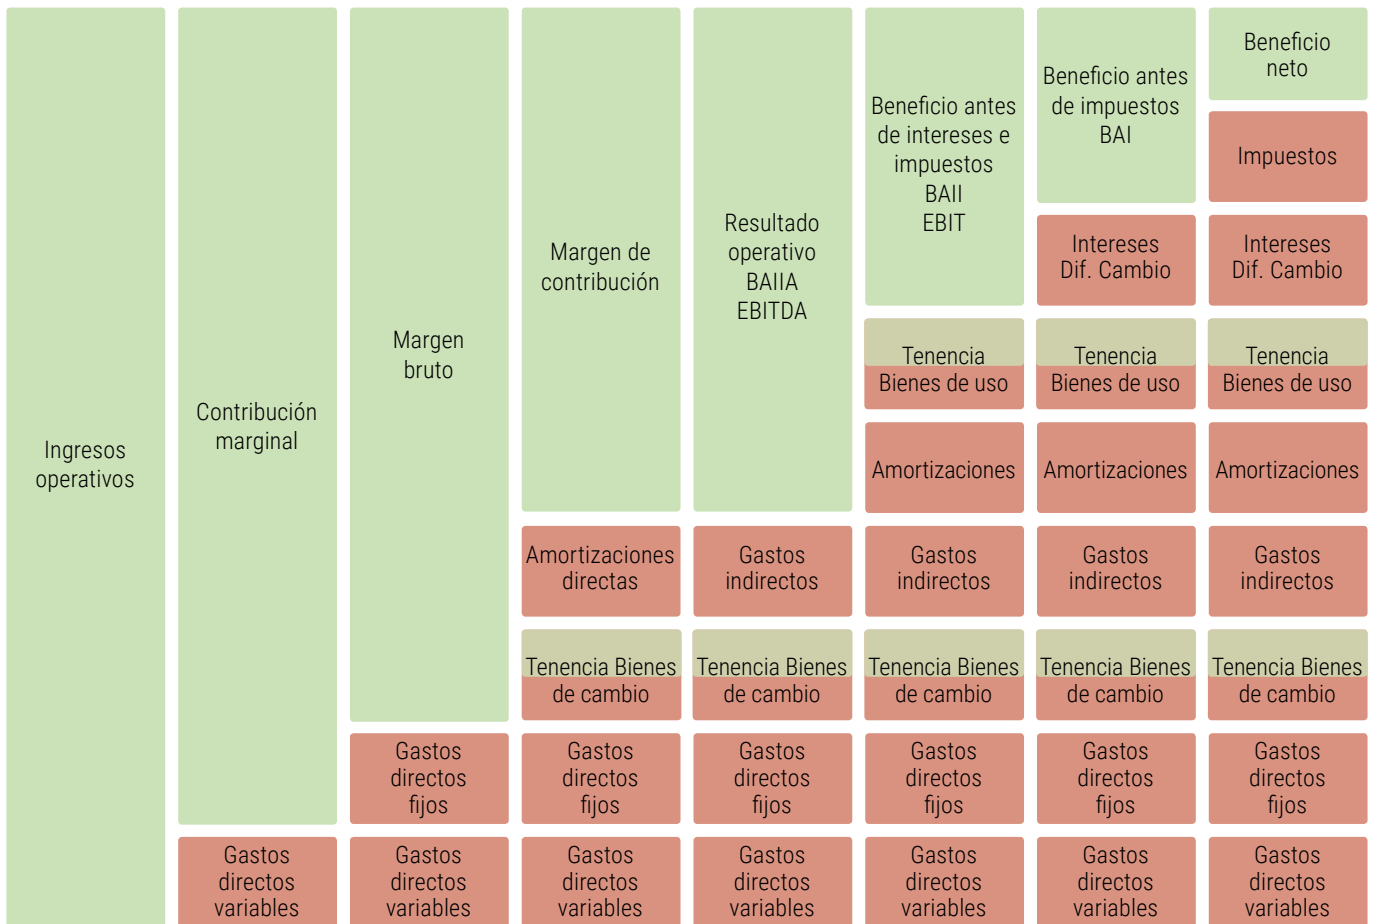 Ingresos
operativos
Contribución
marginal
Gastos
directos
variables
Margen
bruto
Gastos
directos
fijos
Gastos
directos
variables
Margen de
contribución
Amortizaciones
directas
Tenencia Bienes
de cambio
Gastos
directos
fijos
Gastos
directos
variables
Resultado
operativo
BAIIA
EBITDA
Gastos
indirectos
Tenencia Bienes
de cambio
Gastos
directos
fijos
Gastos
directos
variables
Beneficio antes
de intereses e
impuestos
BAII
EBIT
Tenencia
Bienes de uso
Amortizaciones
Gastos
indirectos
Tenencia Bienes
de cambio
Gastos
directos
fijos
Gastos
directos
variables
Beneficio antes
de impuestos
BAI
Intereses
Dif. Cambio
Tenencia
Bienes de uso
Amortizaciones
Gastos
indirectos
Tenencia Bienes
de cambio
Gastos
directos
fijos
Gastos
directos
variables
Beneficio
neto
Impuestos
Intereses
Dif. Cambio
Tenencia
Bienes de uso
Amortizaciones
Gastos
indirectos
Tenencia Bienes
de cambio
Gastos
directos
fijos
Gastos
directos
variables